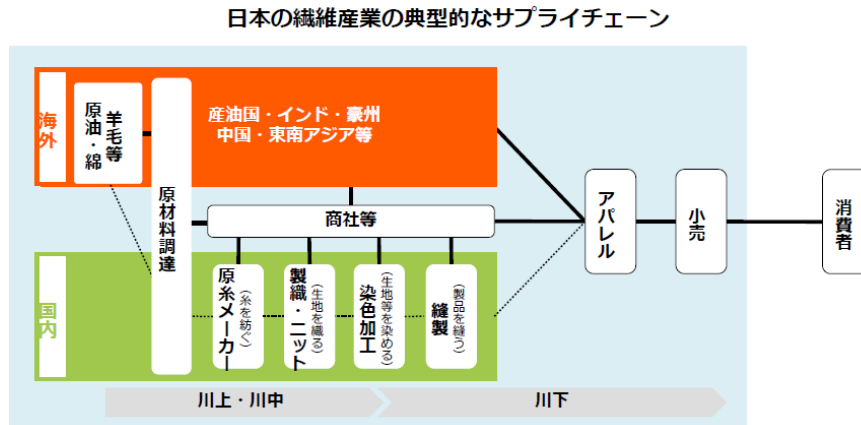 日本の繊維産業の典型的なサプライチェーン
海外
原油・綿
羊毛等
産油国・インド・豪州
中国・東南アジア等
原材料調達
商社等
アパレル
小売
消費者
国内
原糸メーカー
(糸を紡ぐ)
製織・ニット
(生地を織る)
染色加工
(生地等を染める)
縫製
(製品を縫う)
川上・川中
川下